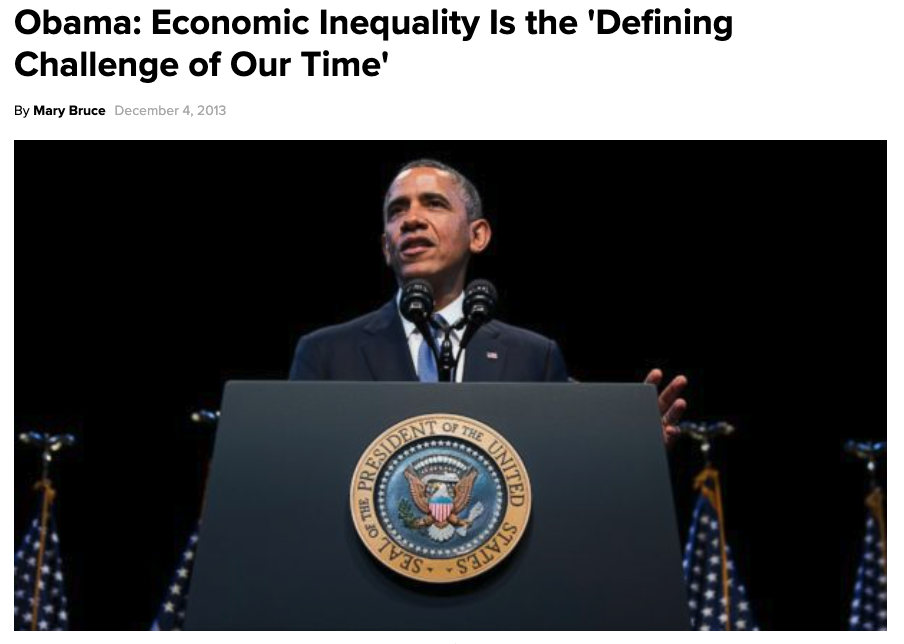 Obama: Economic Inequality Is the 'Defining
Challenge of Our Time'
By Mary Bruce December 4, 2013
SEAL OF THE PRESIDENT OF THE UNITED STATES